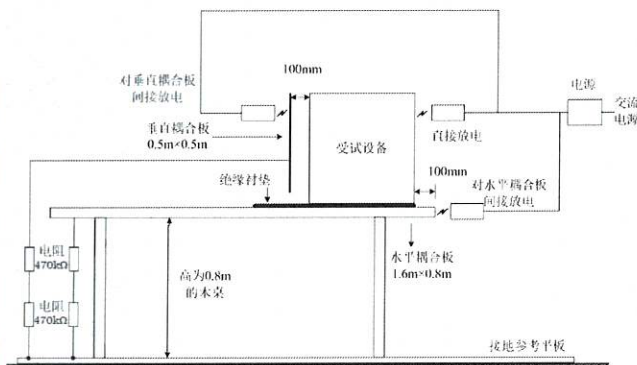 100mm
对垂直耦合板
间接放电
电源
交流
电源
垂直耦合板
0.5m×0.5m
受试设备
直接放电
100mm
绝缘衬垫
对水平耦合板
间接放电
电阻
470kΩ
高为0.8m
的木桌
水平耦合板
1.6m×0.8m
电阻
470kΩ
接地参考平板